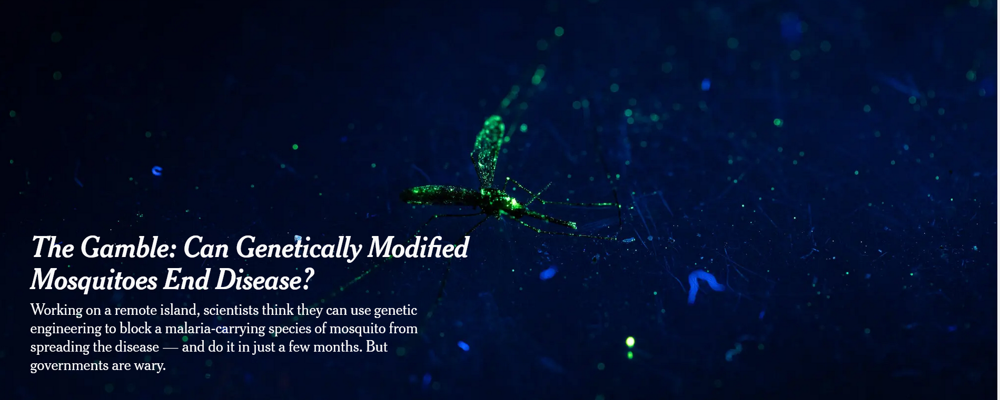 The Gamble: Can Genetically Modified
Mosquitoes End Disease?
Working on a remote island, scientists think they can use genetic
engineering to block a malaria-carrying species of mosquito from
spreading the disease — and do it in just a few months. But
governments are wary.